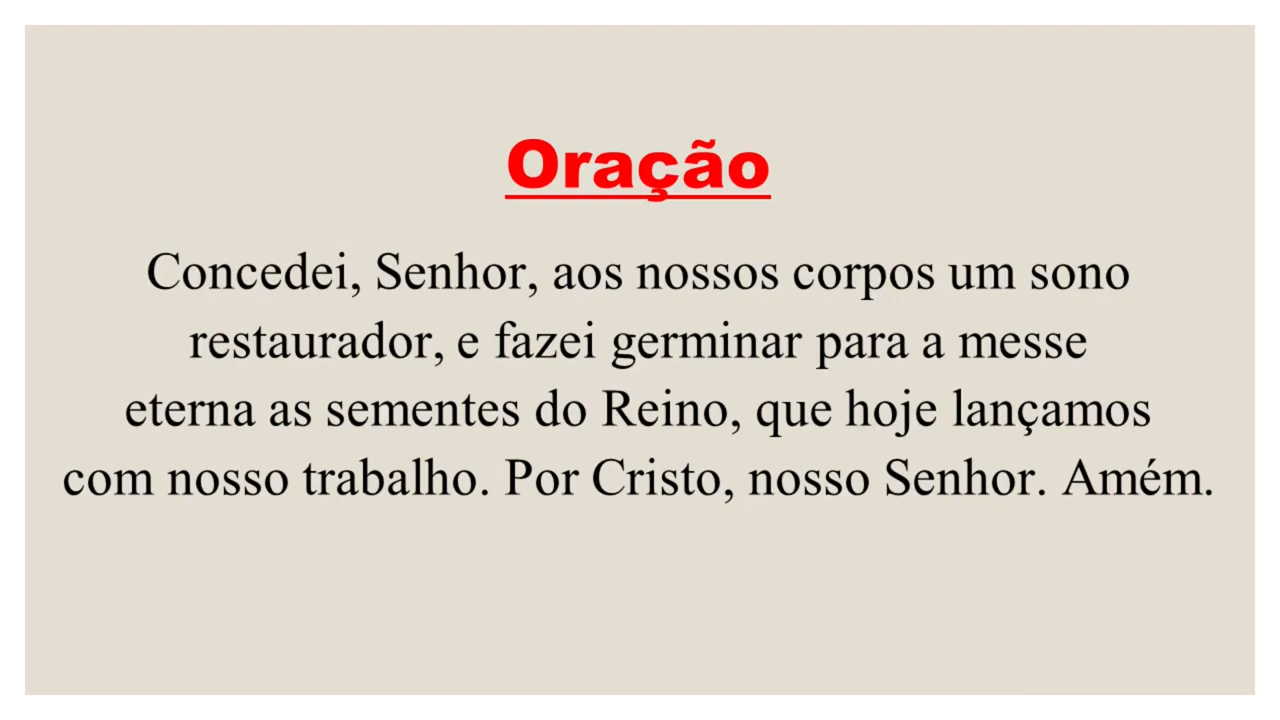 Oração
Concedei, Senhor, aos nossos corpos um sono
restaurador, e fazei germinar para a messe
eterna as sementes do Reino, que hoje lançamos
com nosso trabalho. Por Cristo, nosso Senhor. Amém.